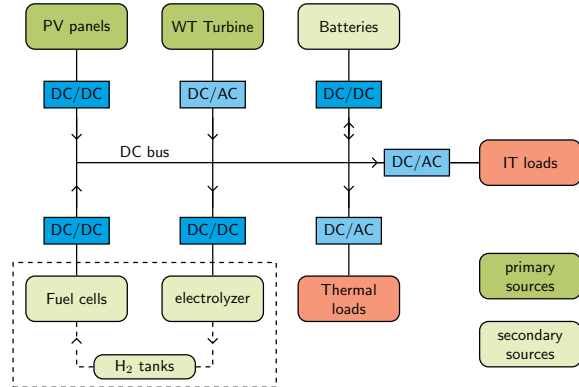 PV panels
WT Turbine
Batteries
DC/DC
DC/AC
DC/DC
DC bus
DC/AC
IT loads
DC/DC
DC/DC
DC/AC
Fuel cells
electrolyzer
Thermal
loads
primary
sources
H₂ tanks
secondary
sources